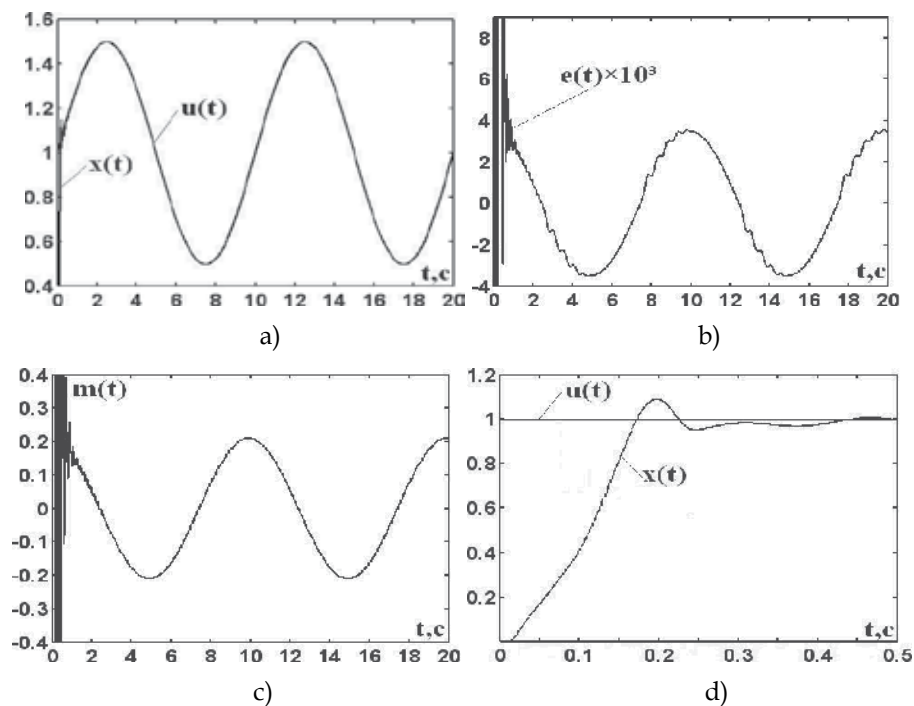 1.6
1.4
1.2
1
0.8
0.6
0.4
u(t)
x(t)
t,c
0 2 4 6 8 10 12 14 16 18 20
a)
8
6
4
2
0
-2
-4
e(t)×10³
t,c
0 2 4 6 8 10 12 14 16 18 20
b)
0.4
0.3
0.2
0.1
0
-0.1
-0.2
-0.3
-0.4
m(t)
t,c
0 2 4 6 8 10 12 14 16 18 20
c)
1.2
1
0.8
0.6
0.4
0.2
u(t)
x(t)
t,c
0 0.1 0.2 0.3 0.4 0.5
d)